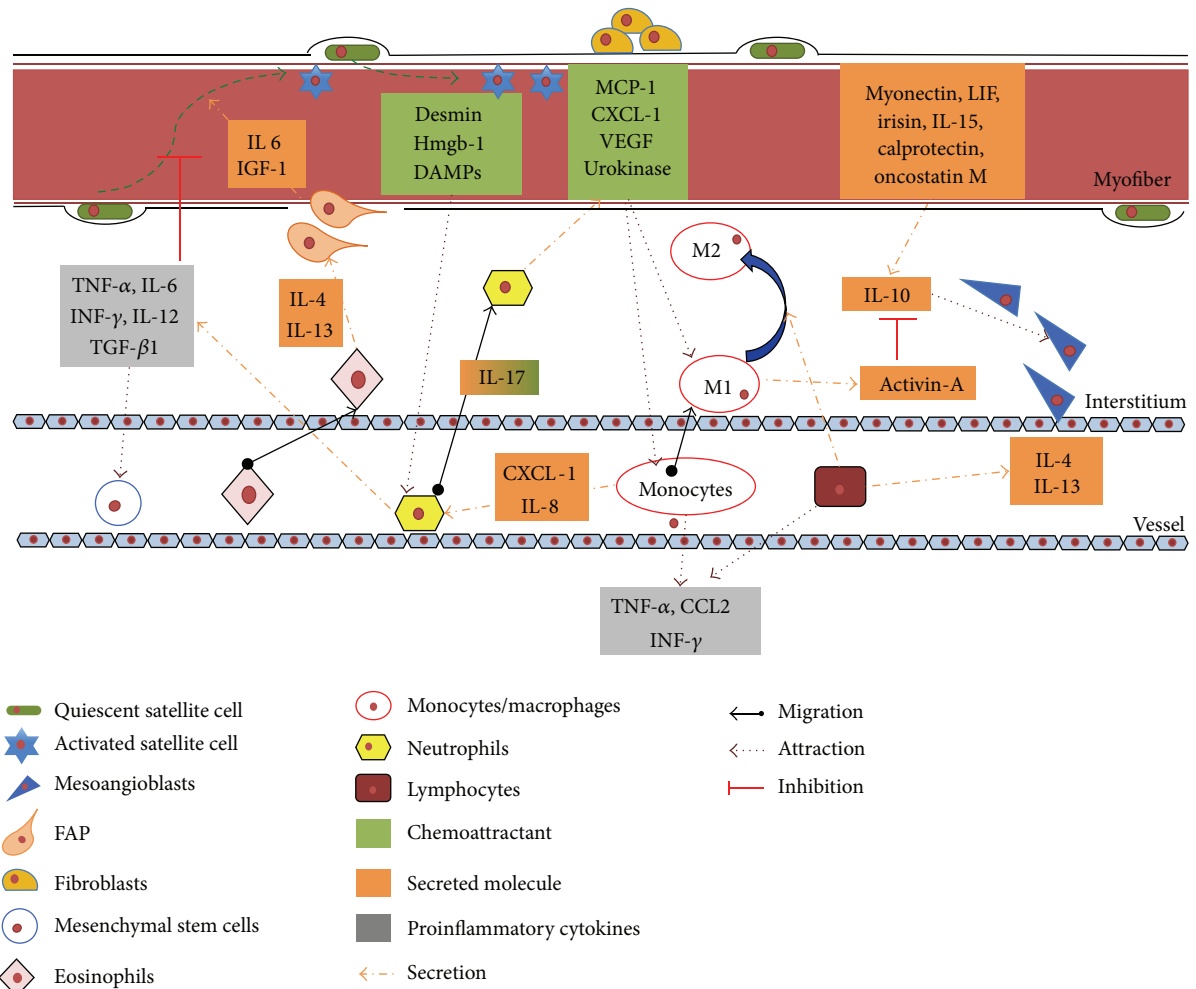 MCP-1
CXCL-1
VEGF
Urokinase
Myonectin, LIF,
irisin, IL-15,
calprotectin,
oncostatin M
Desmin
Hmgb-1
DAMPs
IL 6
IGF-1
Myofiber
TNF-α, IL-6
INF-γ, IL-12
TGF-β1
IL-4
IL-13
M2
IL-10
IL-17
M1
Activin-A
Interstitium
CXCL-1
IL-8
Monocytes
IL-4
IL-13
Vessel
TNF-α, CCL2
INF-γ
Quiescent satellite cell
Activated satellite cell
Mesoangioblasts
FAP
Fibroblasts
Mesenchymal stem cells
Eosinophils
Monocytes/macrophages
Neutrophils
Lymphocytes
Chemoattractant
Secreted molecule
Proinflammatory cytokines
Secretion
Migration
Attraction
Inhibition